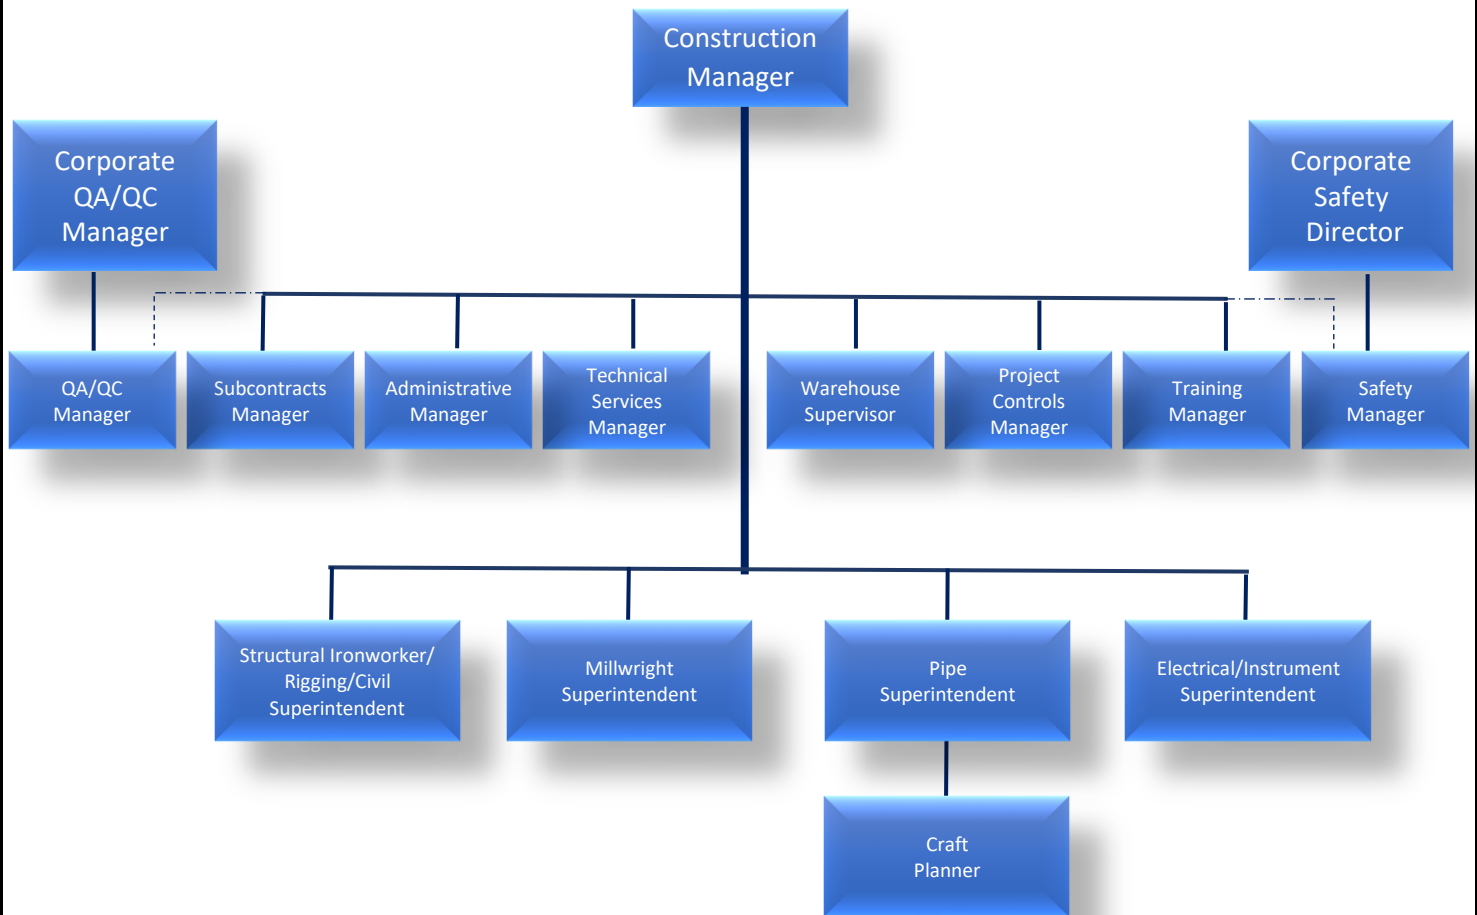 Construction
Manager
Corporate
QA/QC
Manager
Corporate
Safety
Director
QA/QC
Manager
Subcontracts
Manager
Administrative
Manager
Technical
Services
Manager
Warehouse
Supervisor
Project
Controls
Manager
Training
Manager
Safety
Manager
Structural Ironworker/
Rigging/Civil
Superintendent
Millwright
Superintendent
Pipe
Superintendent
Electrical/Instrument
Superintendent
Craft
Planner